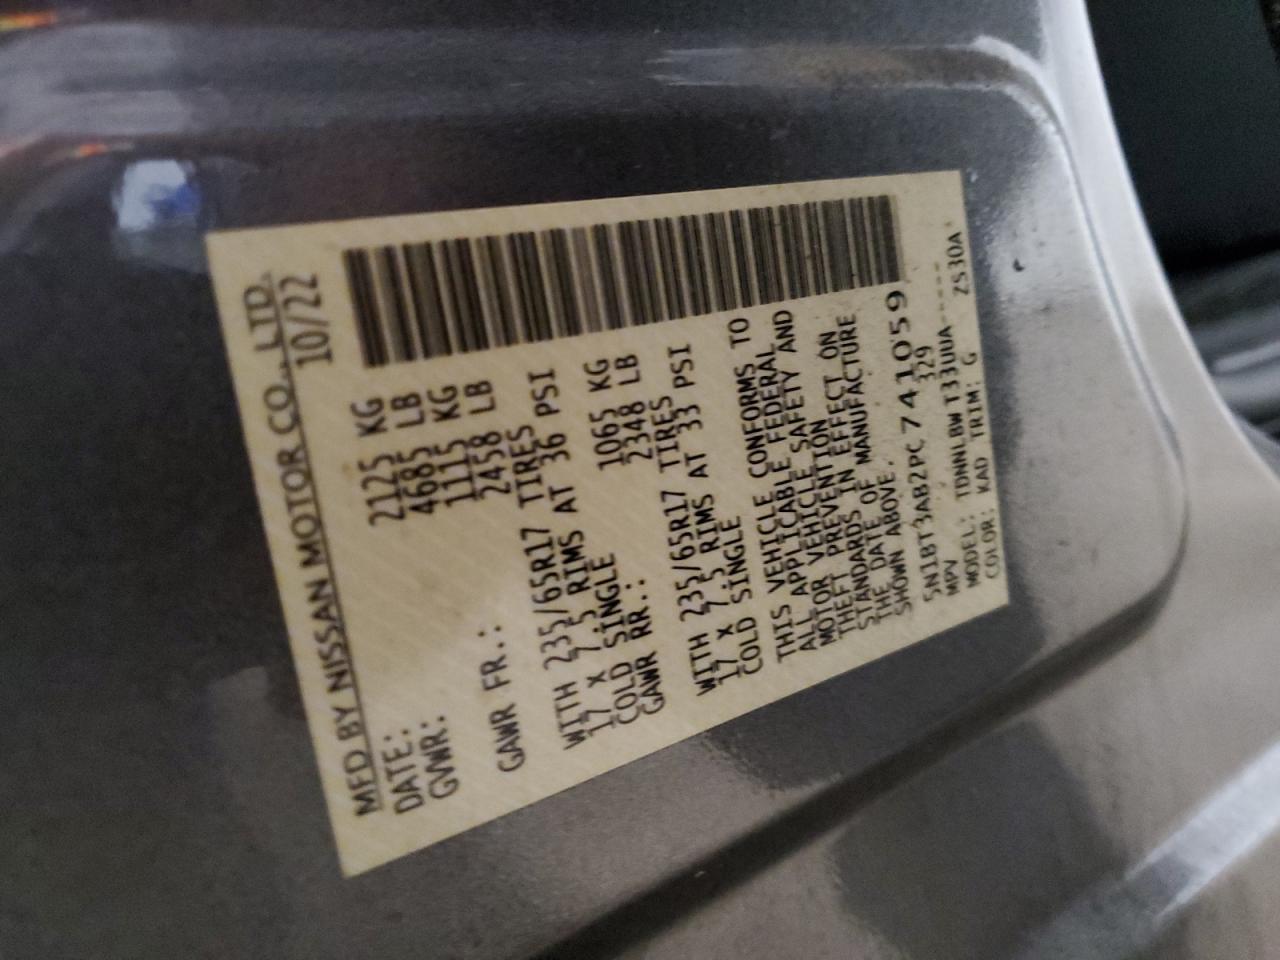 MFD BY NISSAN MOTOR CO., LTD.
DATE: 10/22
GVWR: 2125 KG
4685 LB
GAWR FR.: 1115 KG
2458 LB
WITH 235/65R17 TIRES
17 x 7.5 RIMS AT 36 PSI
COLD SINGLE
GAWR RR.: 1065 KG
2348 LB
WITH 235/65R17 TIRES
17 x 7.5 RIMS AT 33 PSI
COLD SINGLE
THIS VEHICLE CONFORMS TO
ALL APPLICABLE FEDERAL
MOTOR VEHICLE SAFETY AND
THEFT PREVENTION
STANDARDS IN EFFECT ON
THE DATE OF MANUFACTURE
SHOWN ABOVE.
5N1BT3AB2PC741059
MPV 329
MODEL: TDNNLBW T33UUA-----
COLOR: KAD TRIM: G ZS30A